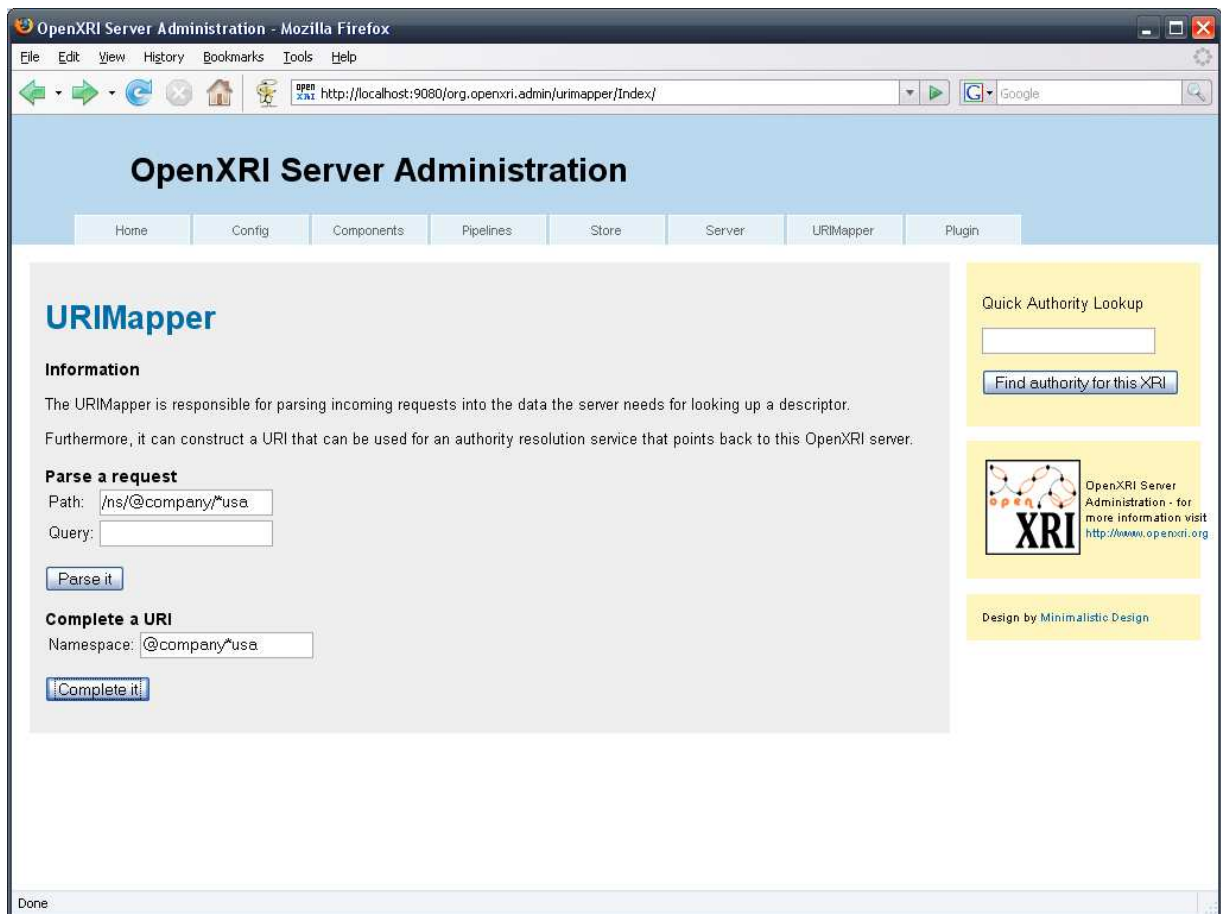 OpenXRI Server Administration - Mozilla Firefox
File Edit View History Bookmarks Tools Help
open XRI http://localhost:9080/org.openxri.admin/urimapper/Index/ G Google
OpenXRI Server Administration
Home Config Components Pipelines Store Server URIMapper Plugin
URIMapper
Information
The URIMapper is responsible for parsing incoming requests into the data the server needs for looking up a descriptor.
Furthermore, it can construct a URI that can be used for an authority resolution service that points back to this OpenXRI server.
Parse a request
Path: /ns/@company/*usa
Query:
Parse it
Complete a URI
Namespace: @company*usa
Complete it
Quick Authority Lookup
Find authority for this XRI
open
XRI
OpenXRI Server
Administration - for
more information visit
http://www.openxri.org
Design by Minimalistic Design
Done